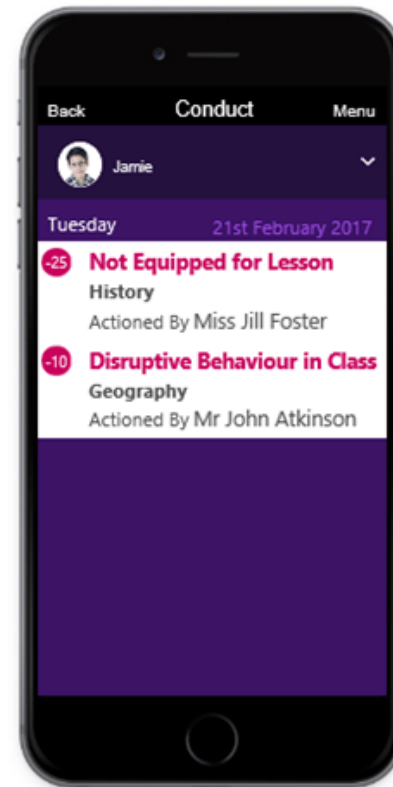 Back Conduct Menu
Jamie
Tuesday 21st February 2017
-25 Not Equipped for Lesson
History
Actioned By Miss Jill Foster
-10 Disruptive Behaviour in Class
Geography
Actioned By Mr John Atkinson